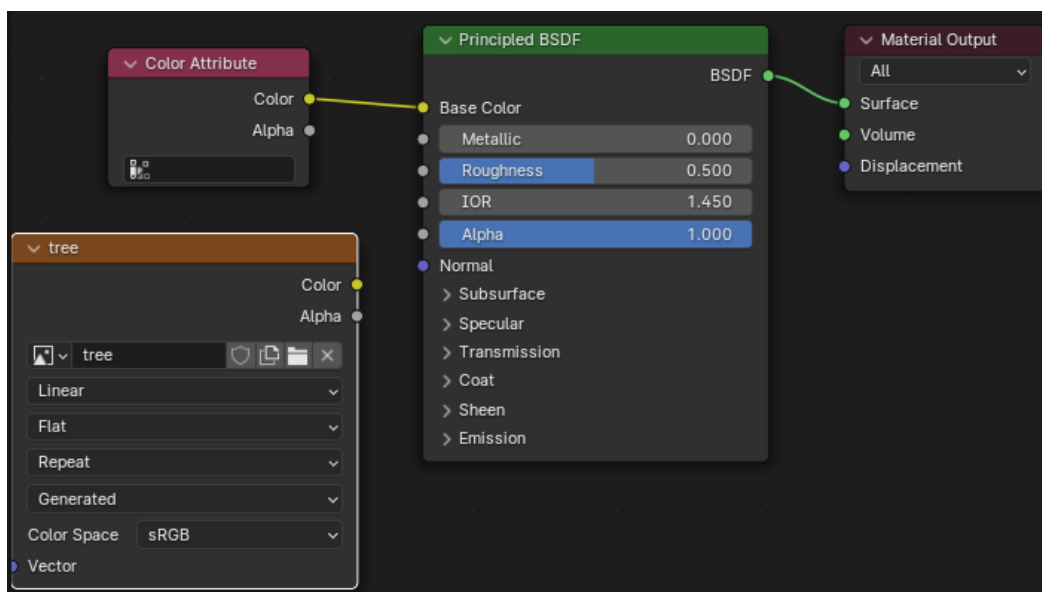 Color Attribute
Color
Alpha
tree
Color
Alpha
tree
Linear
Flat
Repeat
Generated
Color Space sRGB
Vector
Principled BSDF
BSDF
Base Color
Metallic 0.000
Roughness 0.500
IOR 1.450
Alpha 1.000
Normal
Subsurface
Specular
Transmission
Coat
Sheen
Emission
Material Output
All
Surface
Volume
Displacement